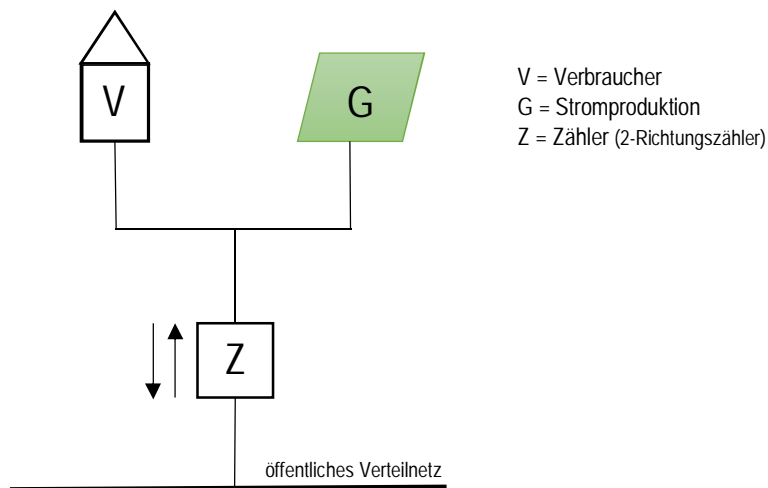 V
G
V = Verbraucher
G = Stromproduktion
Z = Zähler (2-Richtungszähler)
Z
öffentliches Verteilnetz